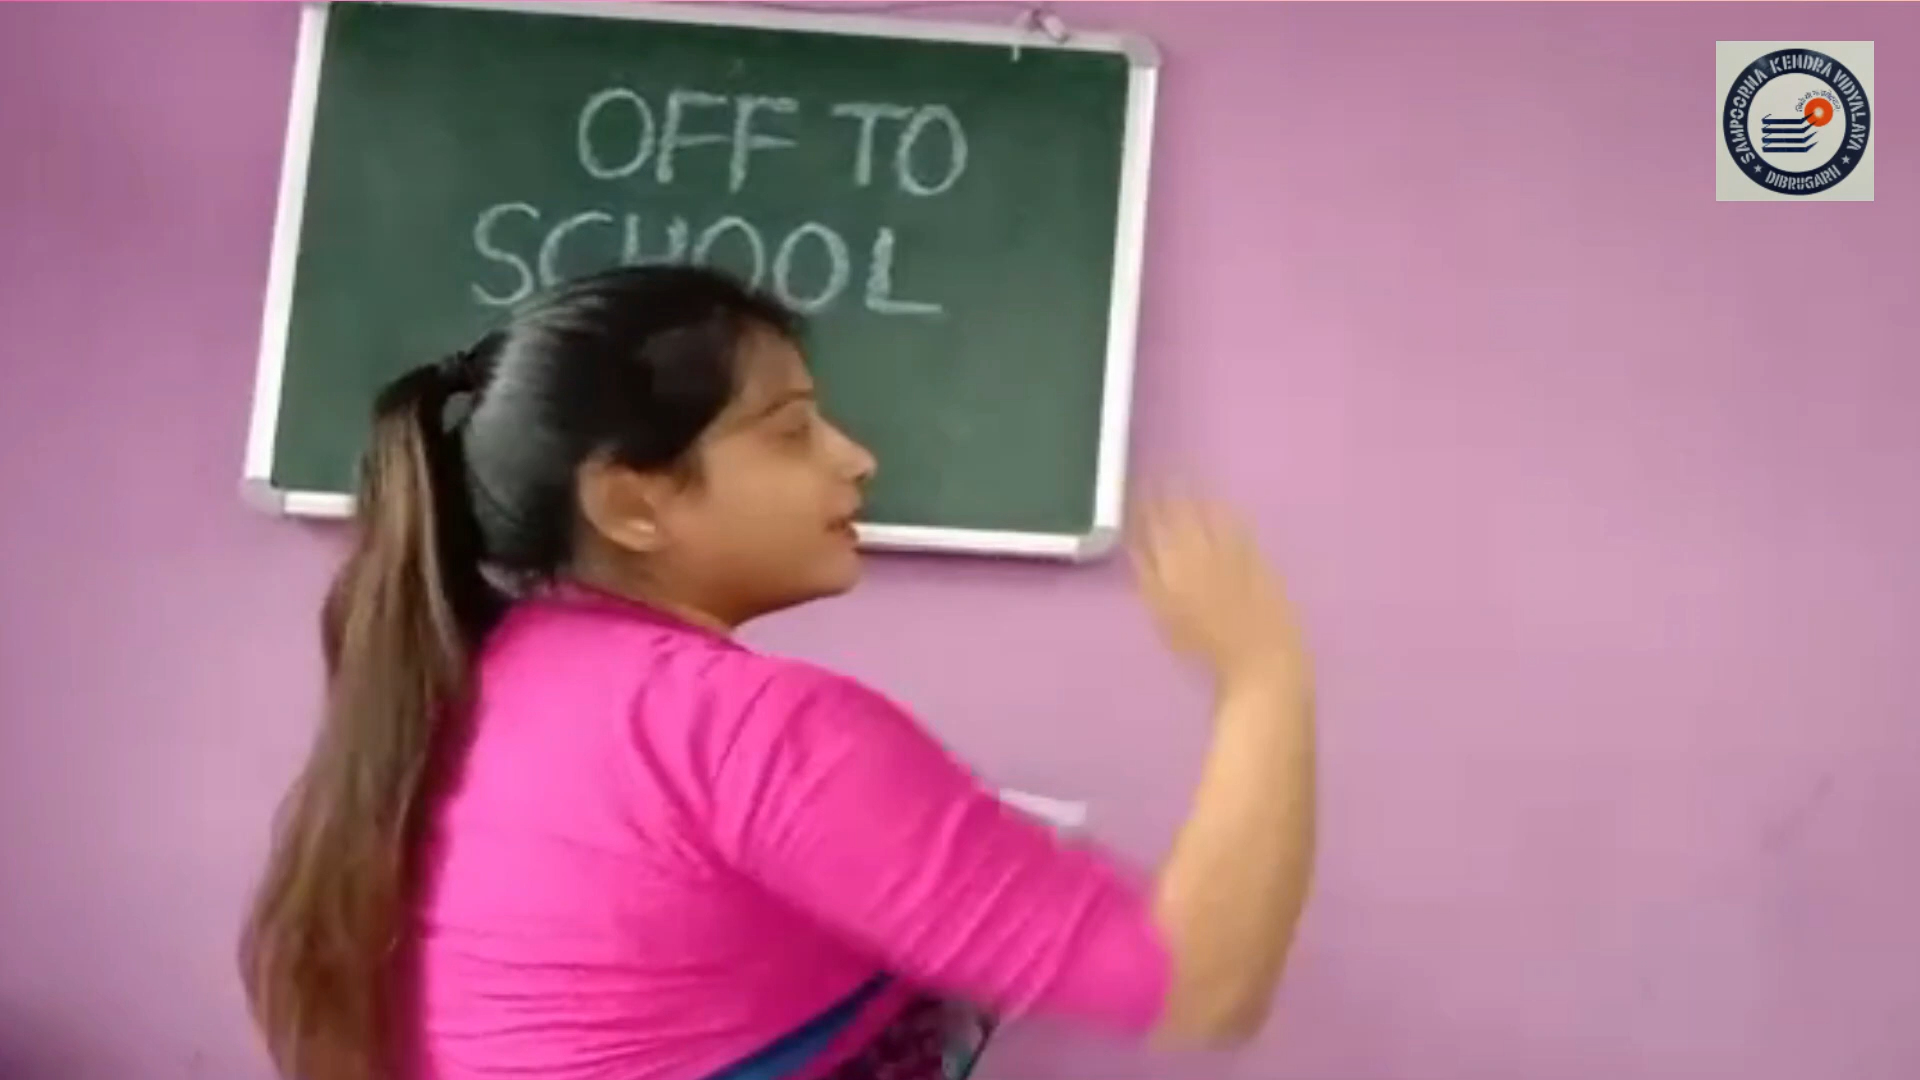 OFF TO
SCHOOL
SAMPOORNA KENDRA VIDYALAYA
★ DIBRUGARH ★